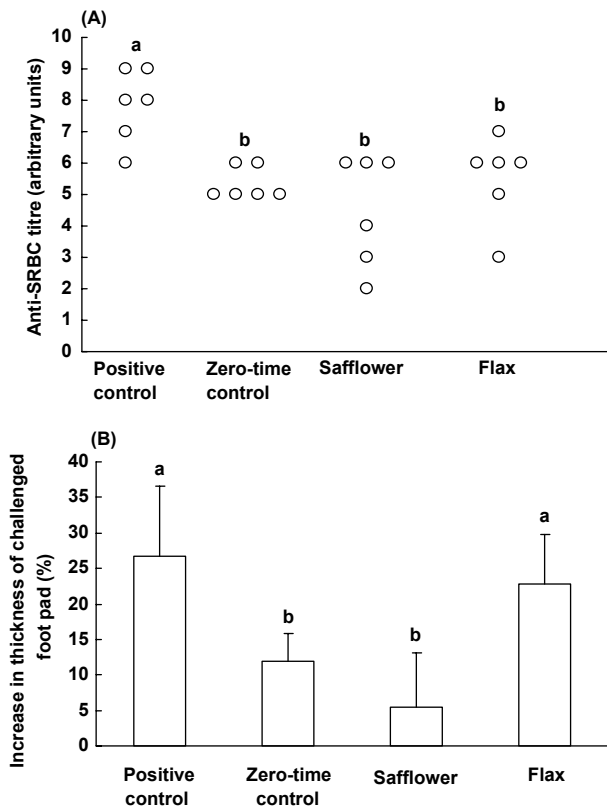 (A)
Anti-SRBC titre (arbitrary units)
10
9
8
7
6
5
4
3
2
1
0
a
b
b
b
Positive control
Zero-time control
Safflower
Flax
(B)
Increase in thickness of challenged
foot pad (%)
40
35
30
25
20
15
10
5
0
a
b
b
a
Positive
control
Zero-time
control
Safflower
Flax